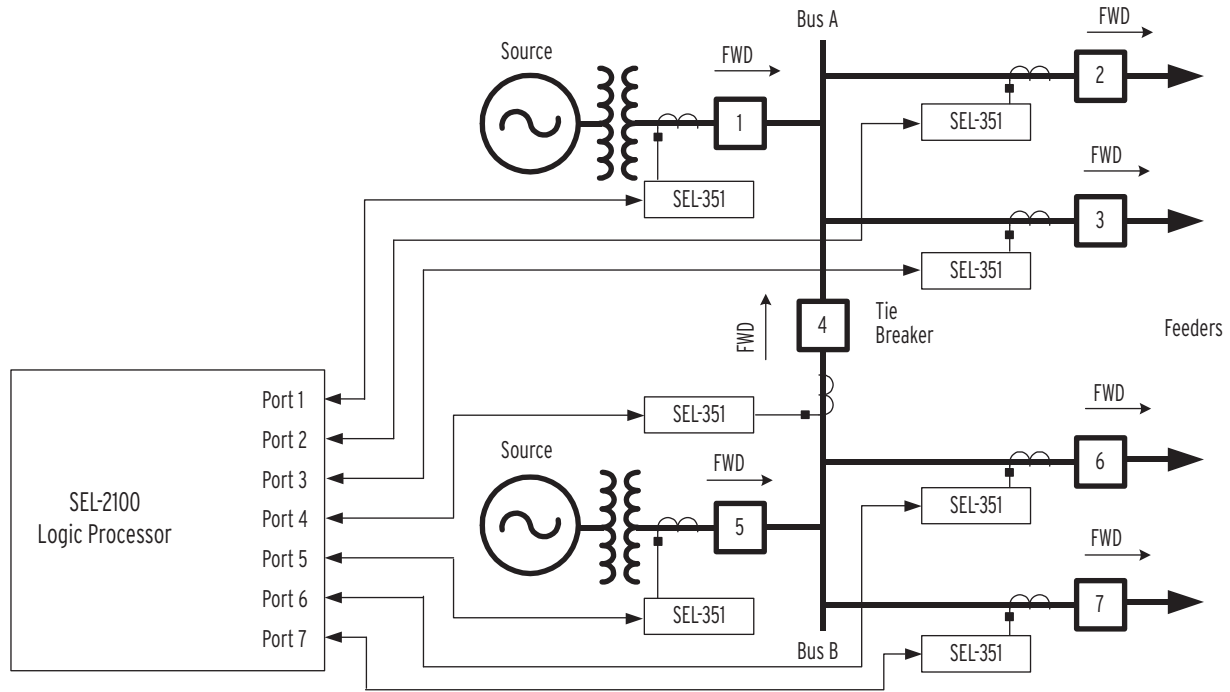 Bus A
FWD
Source
FWD
2
1
SEL-351
SEL-351
FWD
3
SEL-351
FWD
4
Tie
Breaker
Feeders
Port 1
SEL-351
FWD
Port 2
Source
FWD
6
Port 3
SEL-2100
Logic Processor
Port 4
SEL-351
5
Port 5
FWD
Port 6
7
SEL-351
Port 7
Bus B
SEL-351